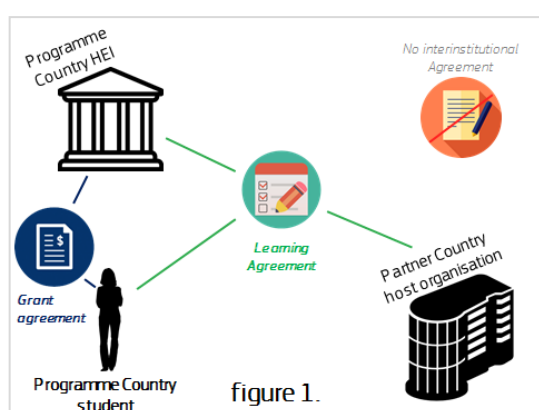 Programme
Country HEI
No interinstitutional
Agreement
Learning
Agreement
Partner Country
host organisation
Grant
agreement
Programme Country
student
figure 1.